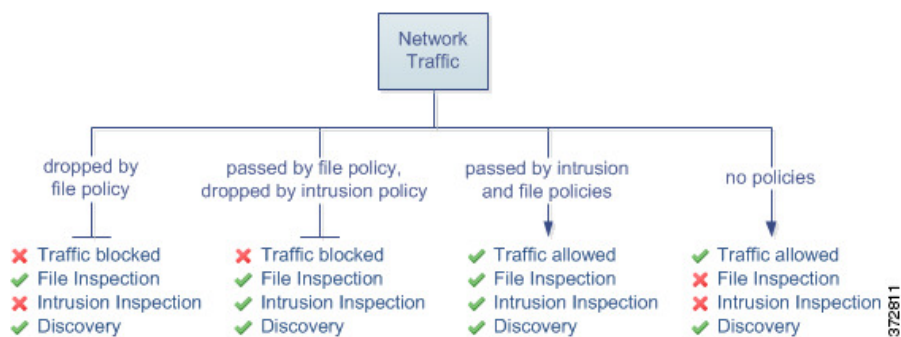 Network
Traffic
dropped by
file policy
passed by file policy,
dropped by intrusion policy
passed by intrusion
and file policies
no policies
Traffic blocked
File Inspection
Intrusion Inspection
Discovery
Traffic blocked
File Inspection
Intrusion Inspection
Discovery
Traffic allowed
File Inspection
Intrusion Inspection
Discovery
Traffic allowed
File Inspection
Intrusion Inspection
Discovery
372811